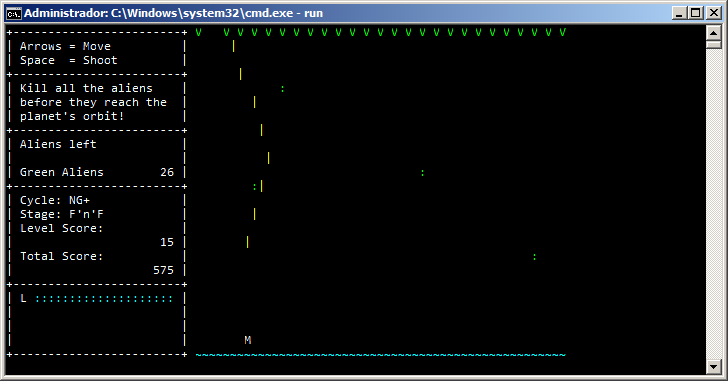 Administrador: C:\Windows\system32\cmd.exe - run
V V V V V V V V V V V V V V V V V V V V V V V V V V
Arrows = Move
Space = Shoot
Kill all the aliens
before they reach the
planet's orbit!
Aliens left
Green Aliens 26
Cycle: NG+
Stage: F'n'F
Level Score:
15
Total Score:
575
L ::::::::::::::::::::
M